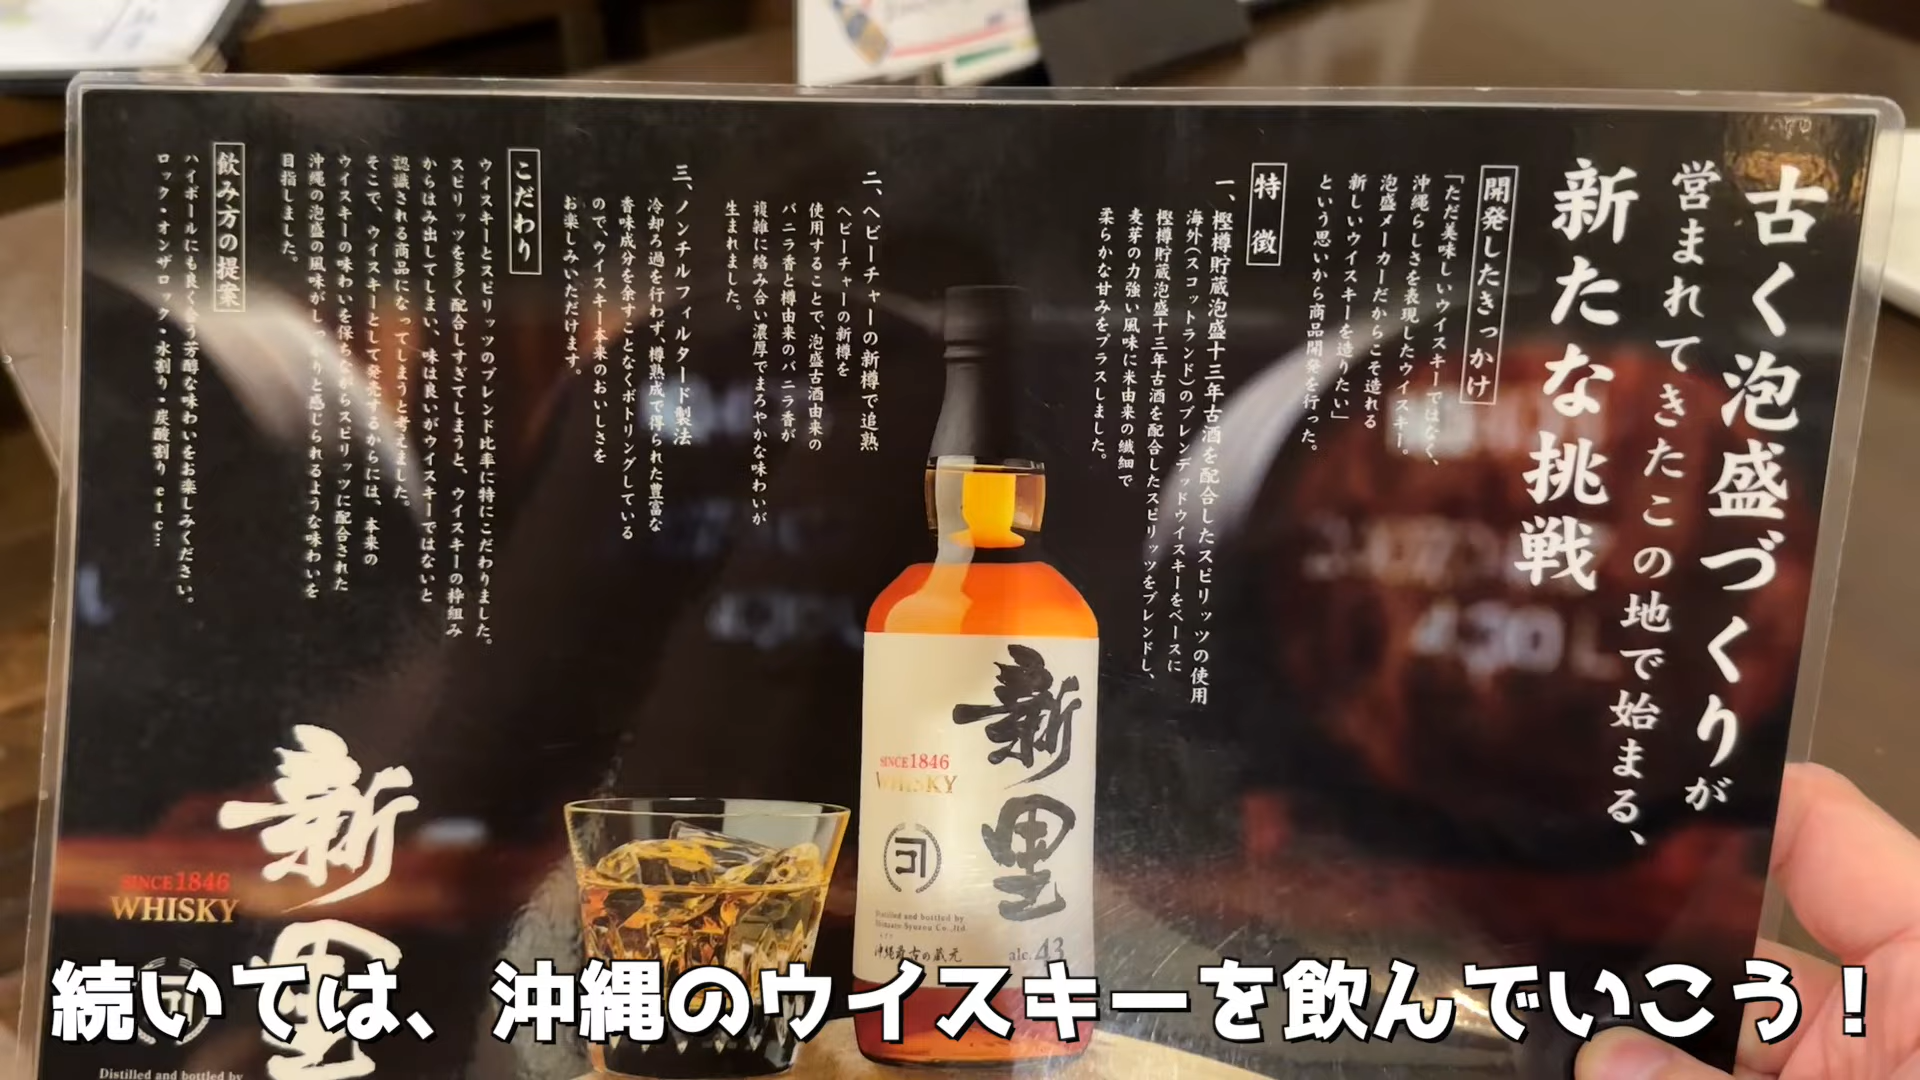 古く泡盛づくりが
営まれてきたこの地で始まる、
新たな挑戦
開発したきっかけ
「ただ美味しいウイスキーではなく、
沖縄らしさを表現したウイスキー。
泡盛メーカーだからこそ造れる
新しいウイスキーを造りたい」
という思いから商品開発を行った。
特徴
一、樫樽貯蔵泡盛十三年古酒を配合したスピリッツの使用
海外(スコットランド)のブレンデッドウイスキーをベースに
樫樽貯蔵泡盛十三年古酒を配合したスピリッツをブレンドし、
麦芽の力強い風味に米由来の繊細で
柔らかな甘みをプラスしました。
二、ヘビーチャーの新樽で追熟
ヘビーチャーの新樽を
使用することで、泡盛古酒由来の
バニラ香と樽由来のバニラ香が
複雑に絡み合い濃厚でまろやかな味わいが
生まれました。
三、ノンチルフィルタード製法
冷却ろ過を行わず、樽熟成で得られた豊富な
香味成分を余すことなくボトリングしている
ので、ウイスキー本来のおいしさを
お楽しみいただけます。
こだわり
ウイスキーとスピリッツのブレンド比率に特にこだわりました。
スピリッツを多く配合しすぎてしまうと、ウイスキーの枠組み
からはみ出してしまい、味は良いがウイスキーではないと
認識される商品になってしまうと考えました。
そこで、ウイスキーとして発売するからには、本来の
ウイスキーの味わいを保ちながらスピリッツに配合された
沖縄の泡盛の風味がしっかりと感じられるような味わいを
目指しました。
飲み方の提案
ハイボールにも良く合う芳醇な味わいをお楽しみください。
ロック・オンザロック・水割り・炭酸割り etc...
新里
SINCE1846
WHISKY
司
Distilled and bottled by
Shinzato Syuzou Co.,ltd.
沖縄最古の蔵元
alc.43
新里
SINCE1846
WHISKY
Distilled and bottled by
続いては、沖縄のウイスキーを飲んでいこう！